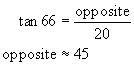 tan 66 = opposite/20
opposite ≈ 45